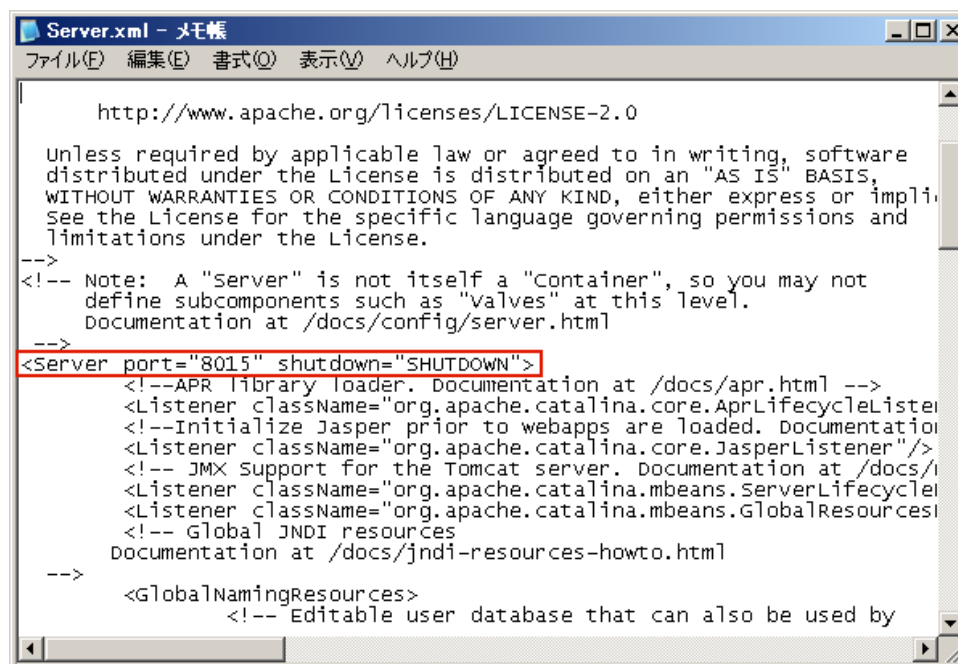 Server.xml - メモ帳
ファイル(F) 編集(E) 書式(O) 表示(V) ヘルプ(H)
http://www.apache.org/licenses/LICENSE-2.0
Unless required by applicable law or agreed to in writing, software
distributed under the License is distributed on an "AS IS" BASIS,
WITHOUT WARRANTIES OR CONDITIONS OF ANY KIND, either express or impli
See the License for the specific language governing permissions and
limitations under the License.
-->
<!-- Note:  A "Server" is not itself a "Container", so you may not
define subcomponents such as "Valves" at this level.
Documentation at /docs/config/server.html
-->
<Server port="8015" shutdown="SHUTDOWN">
<!--APR library loader. Documentation at /docs/apr.html -->
<Listener className="org.apache.catalina.core.AprLifecycleListe
<!--Initialize Jasper prior to webapps are loaded. Documentation
<Listener className="org.apache.catalina.core.JasperListener"/>
<!-- JMX Support for the Tomcat server. Documentation at /docs/
<Listener className="org.apache.catalina.mbeans.ServerLifecycle
<Listener className="org.apache.catalina.mbeans.GlobalResources
<!-- Global JNDI resources
Documentation at /docs/jndi-resources-howto.html
-->
<GlobalNamingResources>
<!-- Editable user database that can also be used by